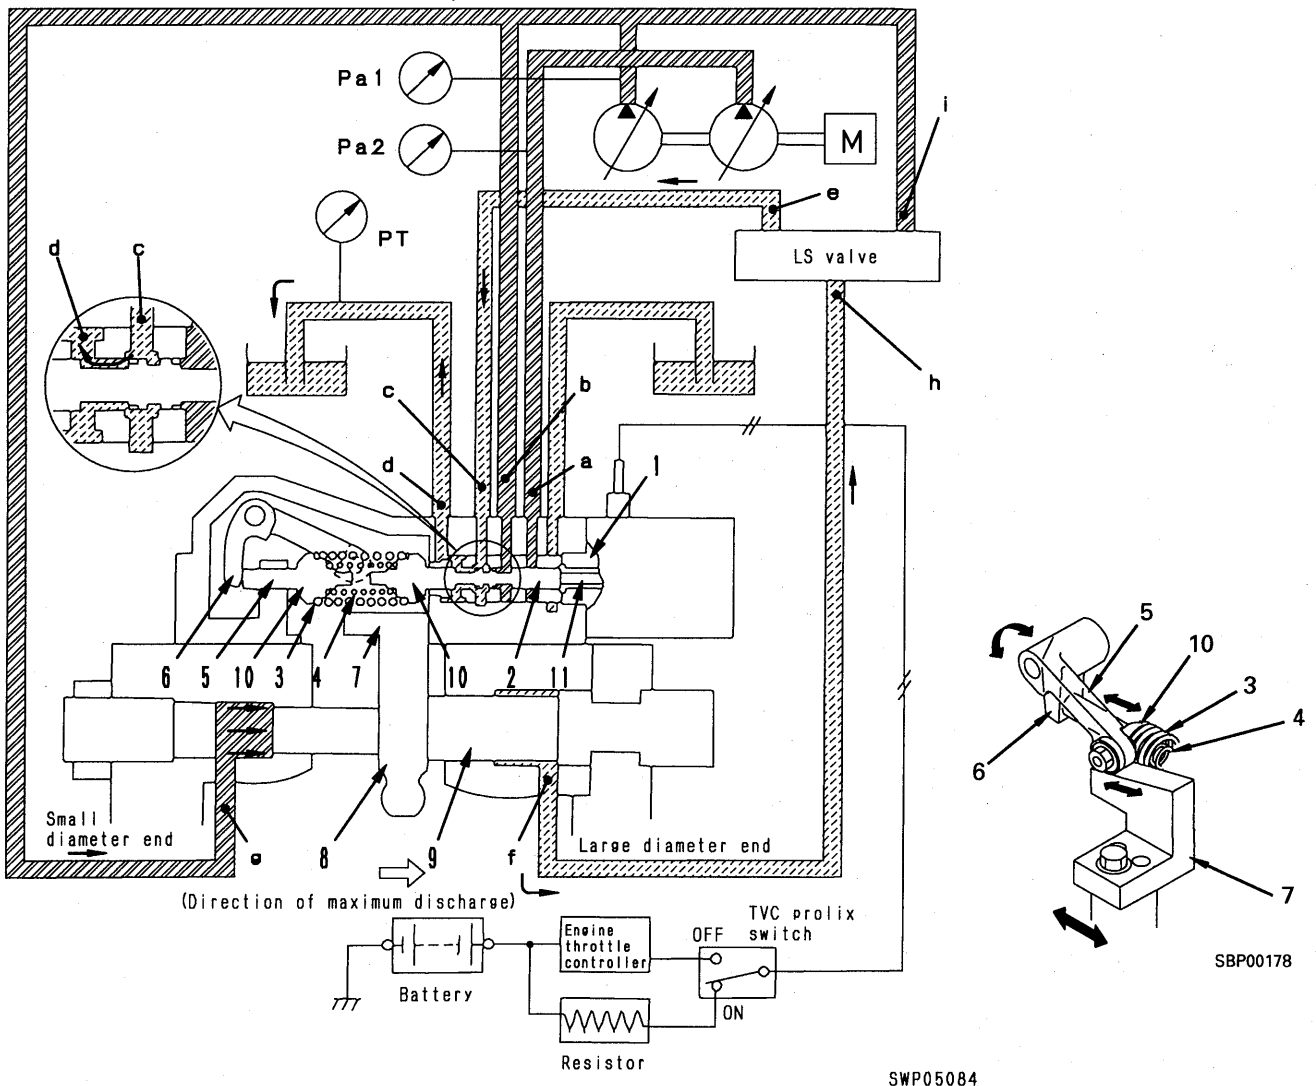 Pa1
i
M
Pa2
e
PT
d
c
LS valve
h
b
c
a
d
1
6
5
10
3
4
7
10
2
11
5
10
3
4
6
7
Small
diameter end
g
8
9
f
Large diameter end
(Direction of maximum discharge)
TVC prolix
switch
OFF
Engine
throttle
controller
Battery
ON
Resistor
SBP00178
SWP05084